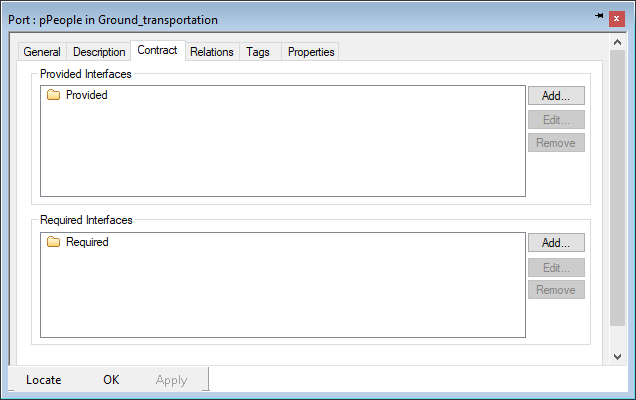 Port : pPeople in Ground_transportation
General Description Contract Relations Tags Properties
Provided Interfaces
Provided
Add...
Edit...
Remove
Required Interfaces
Required
Add...
Edit...
Remove
Locate OK Apply